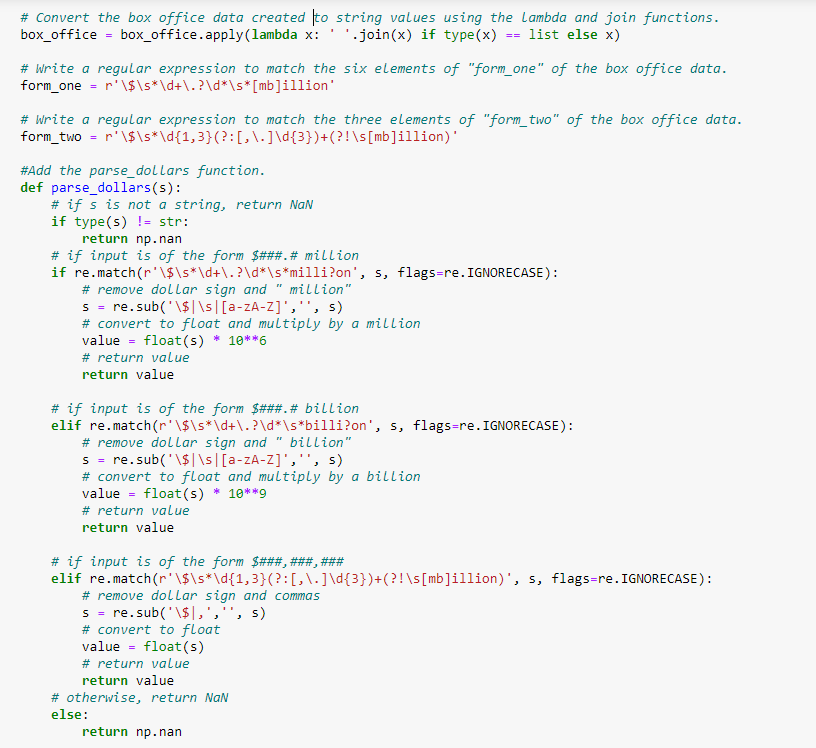 # Convert the box office data created to string values using the lambda and join functions.
box_office = box_office.apply(lambda x: ' '.join(x) if type(x) == list else x)

# Write a regular expression to match the six elements of "form_one" of the box office data.
form_one = r'\$\s*\d+\.?\d*\s*[mb]illion'

# Write a regular expression to match the three elements of "form_two" of the box office data.
form_two = r'\$\s*\d{1,3}(?:[,\.]\d{3})+(?!\s[mb]illion)'

#Add the parse_dollars function.
def parse_dollars(s):
    # if s is not a string, return NaN
    if type(s) != str:
        return np.nan
    # if input is of the form $###.# million
    if re.match(r'\$\s*\d+\.?\d*\s*milli?on', s, flags=re.IGNORECASE):
        # remove dollar sign and " million"
        s = re.sub('\$|\s|[a-zA-Z]','', s)
        # convert to float and multiply by a million
        value = float(s) * 10**6
        # return value
        return value

    # if input is of the form $###.# billion
    elif re.match(r'\$\s*\d+\.?\d*\s*billi?on', s, flags=re.IGNORECASE):
        # remove dollar sign and " billion"
        s = re.sub('\$|\s|[a-zA-Z]','', s)
        # convert to float and multiply by a billion
        value = float(s) * 10**9
        # return value
        return value

    # if input is of the form $###,###,###
    elif re.match(r'\$\s*\d{1,3}(?:[,\.]\d{3})+(?!\s[mb]illion)', s, flags=re.IGNORECASE):
        # remove dollar sign and commas
        s = re.sub('\$|,','', s)
        # convert to float
        value = float(s)
        # return value
        return value
    # otherwise, return NaN
    else:
        return np.nan